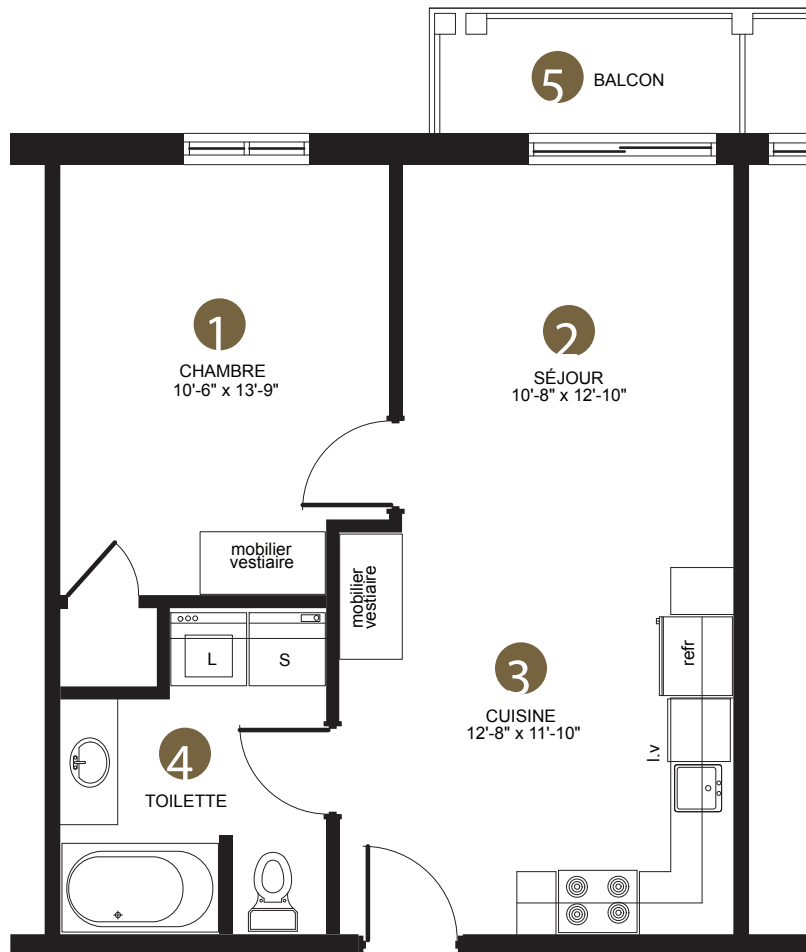 5
BALCON
1
CHAMBRE
10'-6" x 13'-9"
2
SÉJOUR
10'-8" x 12'-10"
mobilier
vestiaire
mobilier
vestiaire
L
S
refr
3
CUISINE
12'-8" x 11'-10"
l.v
4
TOILETTE